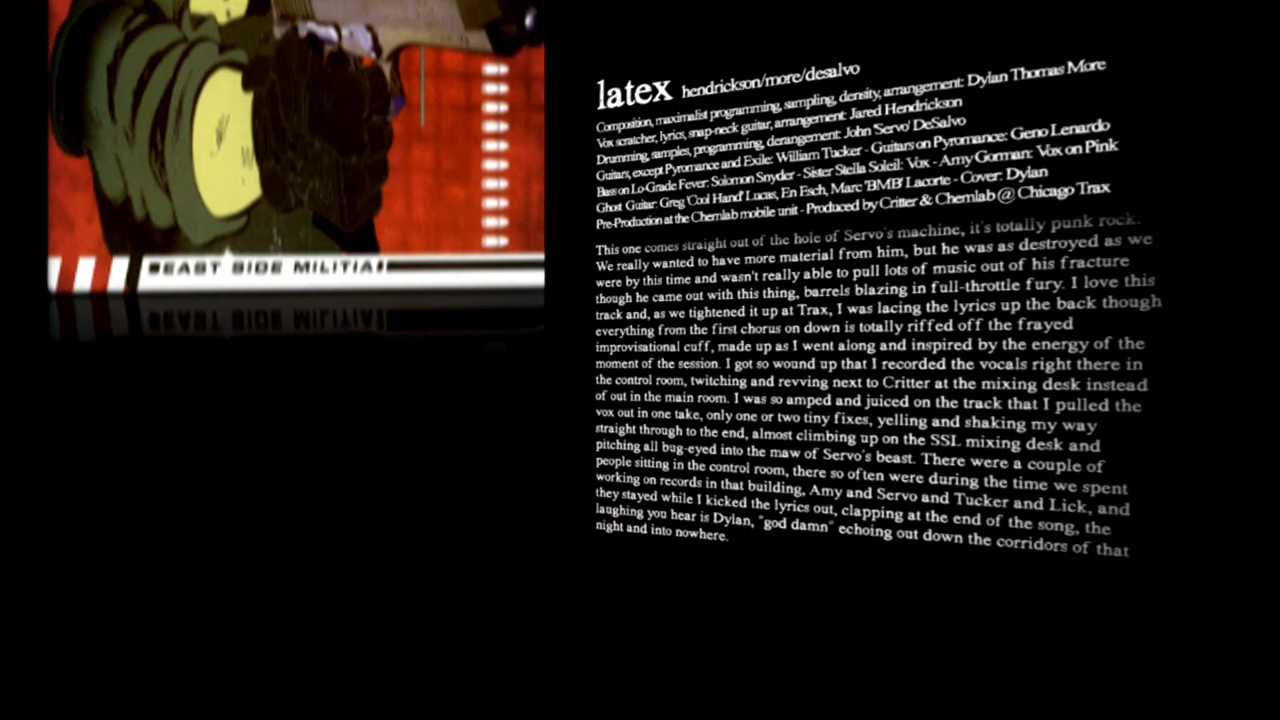 EAST SIDE MILITIA
latex hendrickson/more/desalvo
Composition, maximalist programming, sampling, density, arrangement: Dylan Thomas More
Vox scratcher, lyrics, snap-neck guitar, arrangement: Jared Hendrickson
Drumming, samples, programming, derangement: John 'Servo' DeSalvo
Guitars, except Pyromance and Exile: William Tucker - Guitars on Pyromance: Geno Lenardo
Bass on Lo-Grade Fever: Solomon Snyder - Sister Stella Soleil: Vox - Amy Gorman: Vox on Pink
Ghost Guitar: Greg 'Cool Hand' Lucas, En Esch, Marc 'BMB' Lacorte - Cover: Dylan
Pre-Production at the Chemlab mobile unit - Produced by Critter & Chemlab @ Chicago Trax
This one comes straight out of the hole of Servo's machine, it's totally punk rock.
We really wanted to have more material from him, but he was as destroyed as we
were by this time and wasn't really able to pull lots of music out of his fracture
though he came out with this thing, barrels blazing in full-throttle fury. I love this
track and, as we tightened it up at Trax, I was lacing the lyrics up the back though
everything from the first chorus on down is totally riffed off the frayed
improvisational cuff, made up as I went along and inspired by the energy of the
moment of the session. I got so wound up that I recorded the vocals right there in
the control room, twitching and revving next to Critter at the mixing desk instead
of out in the main room. I was so amped and juiced on the track that I pulled the
vox out in one take, only one or two tiny fixes, yelling and shaking my way
straight through to the end, almost climbing up on the SSL mixing desk and
pitching all bug-eyed into the maw of Servo's beast. There were a couple of
people sitting in the control room, there so often were during the time we spent
working on records in that building, Amy and Servo and Tucker and Lick, and
they stayed while I kicked the lyrics out, clapping at the end of the song, the
laughing you hear is Dylan, "god damn" echoing out down the corridors of that
night and into nowhere.